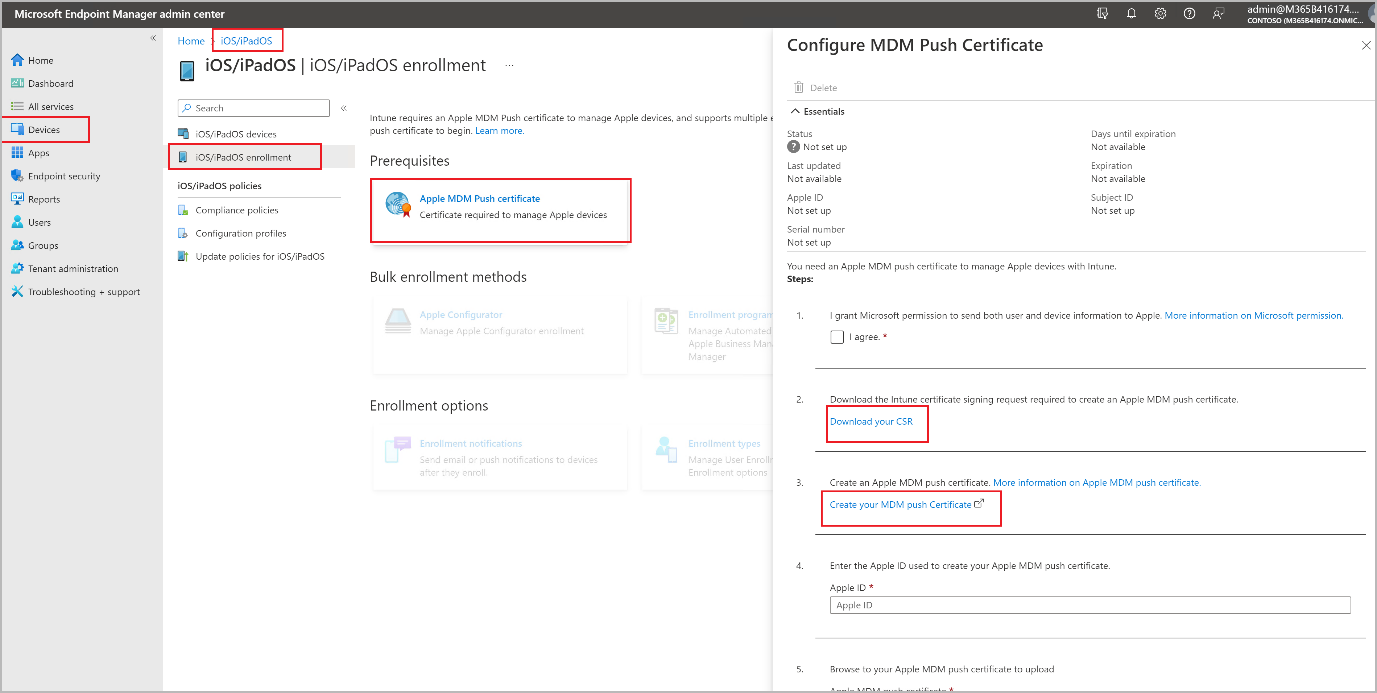 Microsoft Endpoint Manager admin center
admin@M365B416174....
CONTOSO (M365B416174.ONMIC...
Home
Dashboard
All services
Devices
Apps
Endpoint security
Reports
Users
Groups
Tenant administration
Troubleshooting + support
Home > iOS/iPadOS
iOS/iPadOS | iOS/iPadOS enrollment ...
Search
iOS/iPadOS devices
iOS/iPadOS enrollment
iOS/iPadOS policies
Compliance policies
Configuration profiles
Update policies for iOS/iPadOS
Intune requires an Apple MDM Push certificate to manage Apple devices, and supports multiple e
push certificate to begin. Learn more.
Prerequisites
Apple MDM Push certificate
Certificate required to manage Apple devices
Bulk enrollment methods
Apple Configurator
Manage Apple Configurator enrollment
Enrollment program
Manage Automated
Apple Business Man
Manager
Enrollment options
Enrollment notifications
Send email or push notifications to devices
after they enroll.
Enrollment types
Manage User Enroll
Enrollment options
Configure MDM Push Certificate
Delete
Essentials
Status
Not set up
Days until expiration
Not available
Last updated
Not available
Expiration
Not available
Apple ID
Not set up
Subject ID
Not set up
Serial number
Not set up
You need an Apple MDM push certificate to manage Apple devices with Intune.
Steps:
1. I grant Microsoft permission to send both user and device information to Apple. More information on Microsoft permission.
I agree. *
2. Download the Intune certificate signing request required to create an Apple MDM push certificate.
Download your CSR
3. Create an Apple MDM push certificate. More information on Apple MDM push certificate.
Create your MDM push Certificate
4. Enter the Apple ID used to create your Apple MDM push certificate.
Apple ID *
Apple ID
5. Browse to your Apple MDM push certificate to upload
Apple MDM push certificate *